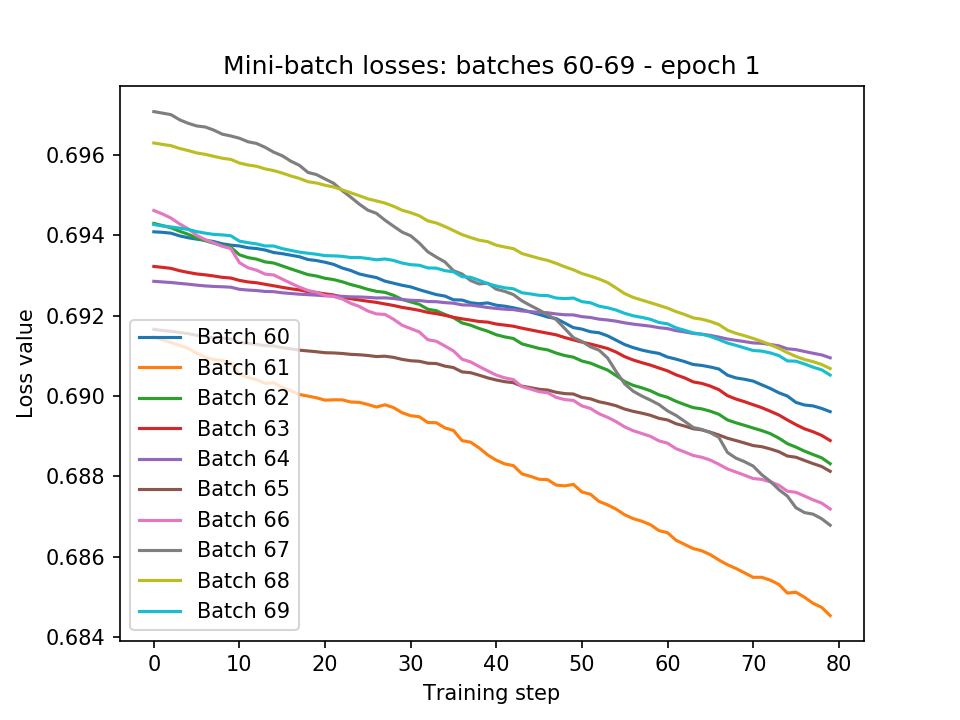 Mini-batch losses: batches 60-69 - epoch 1
Loss value
0.696
0.694
0.692
0.690
0.688
0.686
0.684
Batch 60
Batch 61
Batch 62
Batch 63
Batch 64
Batch 65
Batch 66
Batch 67
Batch 68
Batch 69
0 10 20 30 40 50 60 70 80
Training step